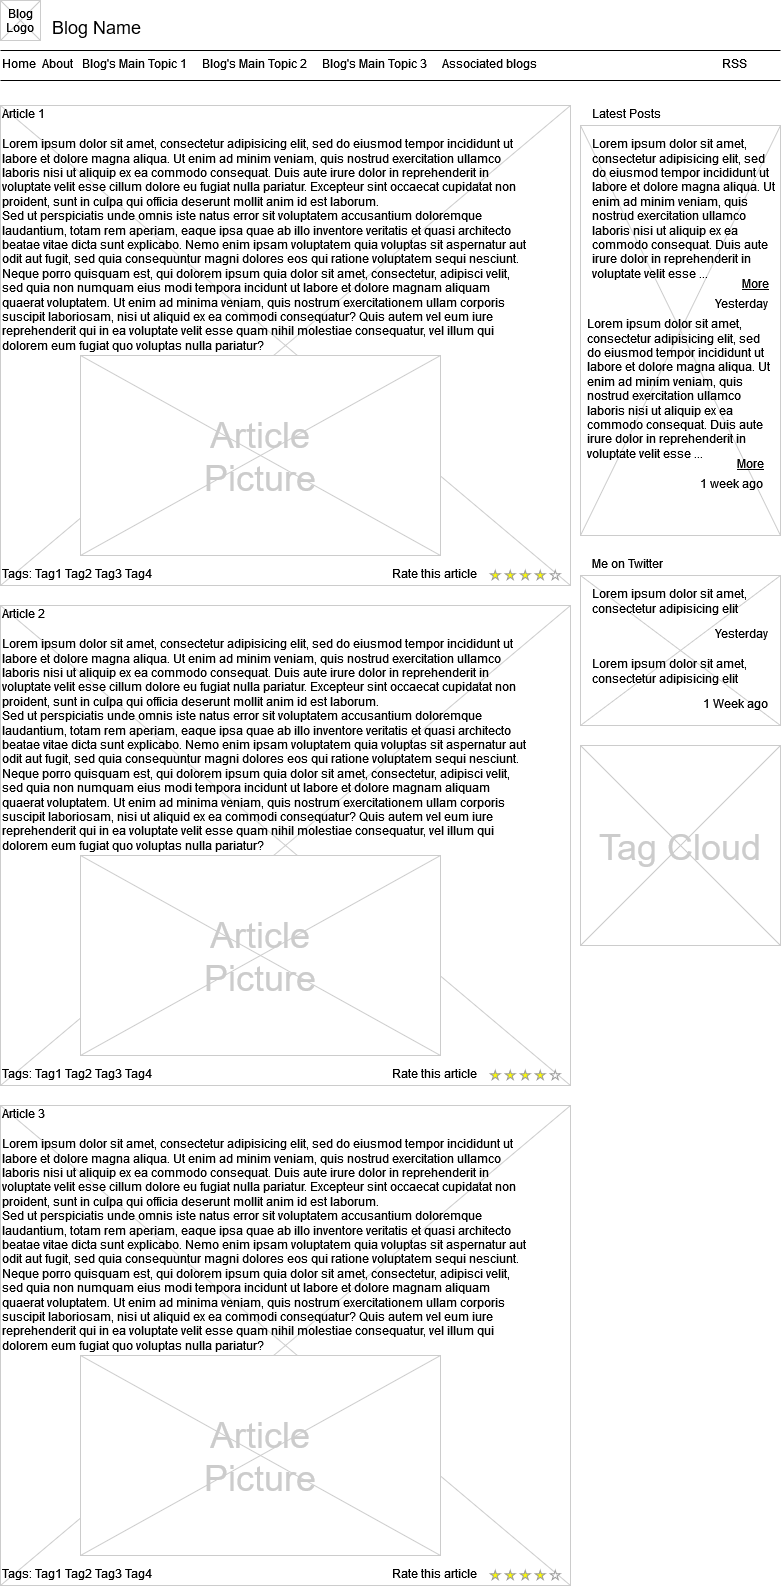 Blog
Logo
Blog Name
Home About Blog's Main Topic 1 Blog's Main Topic 2 Blog's Main Topic 3 Associated blogs RSS
Article 1
Lorem ipsum dolor sit amet, consectetur adipisicing elit, sed do eiusmod tempor incididunt ut
labore et dolore magna aliqua. Ut enim ad minim veniam, quis nostrud exercitation ullamco
laboris nisi ut aliquip ex ea commodo consequat. Duis aute irure dolor in reprehenderit in
voluptate velit esse cillum dolore eu fugiat nulla pariatur. Excepteur sint occaecat cupidatat non
proident, sunt in culpa qui officia deserunt mollit anim id est laborum.
Sed ut perspiciatis unde omnis iste natus error sit voluptatem accusantium doloremque
laudantium, totam rem aperiam, eaque ipsa quae ab illo inventore veritatis et quasi architecto
beatae vitae dicta sunt explicabo. Nemo enim ipsam voluptatem quia voluptas sit aspernatur aut
odit aut fugit, sed quia consequuntur magni dolores eos qui ratione voluptatem sequi nesciunt.
Neque porro quisquam est, qui dolorem ipsum quia dolor sit amet, consectetur, adipisci velit,
sed quia non numquam eius modi tempora incidunt ut labore et dolore magnam aliquam
quaerat voluptatem. Ut enim ad minima veniam, quis nostrum exercitationem ullam corporis
suscipit laboriosam, nisi ut aliquid ex ea commodi consequatur? Quis autem vel eum iure
reprehenderit qui in ea voluptate velit esse quam nihil molestiae consequatur, vel illum qui
dolorem eum fugiat quo voluptas nulla pariatur?
Article
Picture
Tags: Tag1 Tag2 Tag3 Tag4 Rate this article
Article 2
Lorem ipsum dolor sit amet, consectetur adipisicing elit, sed do eiusmod tempor incididunt ut
labore et dolore magna aliqua. Ut enim ad minim veniam, quis nostrud exercitation ullamco
laboris nisi ut aliquip ex ea commodo consequat. Duis aute irure dolor in reprehenderit in
voluptate velit esse cillum dolore eu fugiat nulla pariatur. Excepteur sint occaecat cupidatat non
proident, sunt in culpa qui officia deserunt mollit anim id est laborum.
Sed ut perspiciatis unde omnis iste natus error sit voluptatem accusantium doloremque
laudantium, totam rem aperiam, eaque ipsa quae ab illo inventore veritatis et quasi architecto
beatae vitae dicta sunt explicabo. Nemo enim ipsam voluptatem quia voluptas sit aspernatur aut
odit aut fugit, sed quia consequuntur magni dolores eos qui ratione voluptatem sequi nesciunt.
Neque porro quisquam est, qui dolorem ipsum quia dolor sit amet, consectetur, adipisci velit,
sed quia non numquam eius modi tempora incidunt ut labore et dolore magnam aliquam
quaerat voluptatem. Ut enim ad minima veniam, quis nostrum exercitationem ullam corporis
suscipit laboriosam, nisi ut aliquid ex ea commodi consequatur? Quis autem vel eum iure
reprehenderit qui in ea voluptate velit esse quam nihil molestiae consequatur, vel illum qui
dolorem eum fugiat quo voluptas nulla pariatur?
Article
Picture
Tags: Tag1 Tag2 Tag3 Tag4 Rate this article
Article 3
Lorem ipsum dolor sit amet, consectetur adipisicing elit, sed do eiusmod tempor incididunt ut
labore et dolore magna aliqua. Ut enim ad minim veniam, quis nostrud exercitation ullamco
laboris nisi ut aliquip ex ea commodo consequat. Duis aute irure dolor in reprehenderit in
voluptate velit esse cillum dolore eu fugiat nulla pariatur. Excepteur sint occaecat cupidatat non
proident, sunt in culpa qui officia deserunt mollit anim id est laborum.
Sed ut perspiciatis unde omnis iste natus error sit voluptatem accusantium doloremque
laudantium, totam rem aperiam, eaque ipsa quae ab illo inventore veritatis et quasi architecto
beatae vitae dicta sunt explicabo. Nemo enim ipsam voluptatem quia voluptas sit aspernatur aut
odit aut fugit, sed quia consequuntur magni dolores eos qui ratione voluptatem sequi nesciunt.
Neque porro quisquam est, qui dolorem ipsum quia dolor sit amet, consectetur, adipisci velit,
sed quia non numquam eius modi tempora incidunt ut labore et dolore magnam aliquam
quaerat voluptatem. Ut enim ad minima veniam, quis nostrum exercitationem ullam corporis
suscipit laboriosam, nisi ut aliquid ex ea commodi consequatur? Quis autem vel eum iure
reprehenderit qui in ea voluptate velit esse quam nihil molestiae consequatur, vel illum qui
dolorem eum fugiat quo voluptas nulla pariatur?
Article
Picture
Tags: Tag1 Tag2 Tag3 Tag4 Rate this article
Latest Posts
Lorem ipsum dolor sit amet,
consectetur adipisicing elit, sed
do eiusmod tempor incididunt ut
labore et dolore magna aliqua. Ut
enim ad minim veniam, quis
nostrud exercitation ullamco
laboris nisi ut aliquip ex ea
commodo consequat. Duis aute
irure dolor in reprehenderit in
voluptate velit esse ...
More
Yesterday
Lorem ipsum dolor sit amet,
consectetur adipisicing elit, sed
do eiusmod tempor incididunt ut
labore et dolore magna aliqua. Ut
enim ad minim veniam, quis
nostrud exercitation ullamco
laboris nisi ut aliquip ex ea
commodo consequat. Duis aute
irure dolor in reprehenderit in
voluptate velit esse ...
More
1 week ago
Me on Twitter
Lorem ipsum dolor sit amet,
consectetur adipisicing elit
Yesterday
Lorem ipsum dolor sit amet,
consectetur adipisicing elit
1 Week ago
Tag Cloud